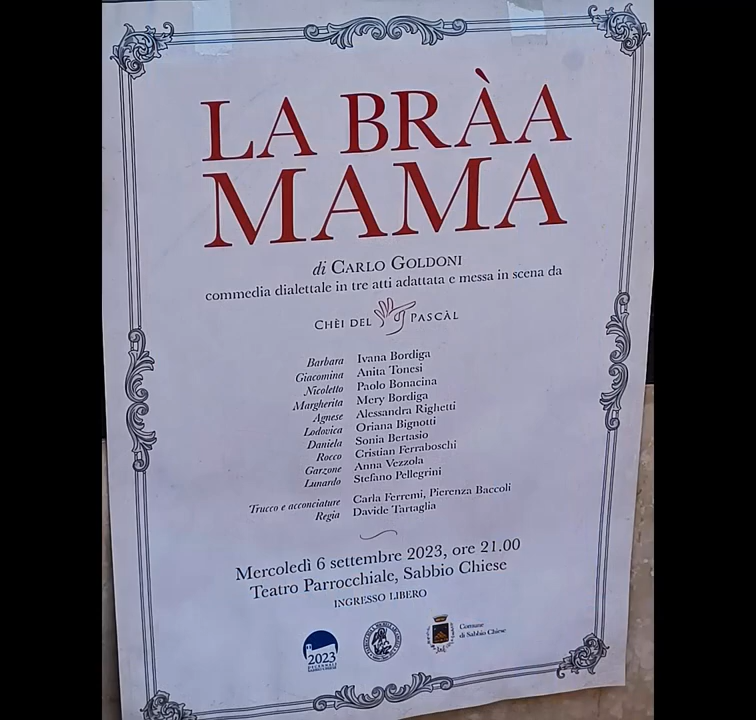 LA BRÀA
MAMA
di CARLO GOLDONI
commedia dialettale in tre atti adattata e messa in scena da
CHÈI DEL PASCÀL
Barbara Ivana Bordiga
Giacomina Anita Tonesi
Nicoletto Paolo Bonacina
Margherita Mery Bordiga
Agnese Alessandra Righetti
Lodovica Oriana Bignotti
Daniela Sonia Bertasio
Rocco Cristian Ferraboschi
Garzone Anna Vezzola
Lunardo Stefano Pellegrini
Trucco e acconciature Carla Ferremi, Pierenza Baccoli
Regia Davide Tartaglia
Mercoledì 6 settembre 2023, ore 21.00
Teatro Parrocchiale, Sabbio Chiese
INGRESSO LIBERO
2023
Comune
di Sabbio Chiese